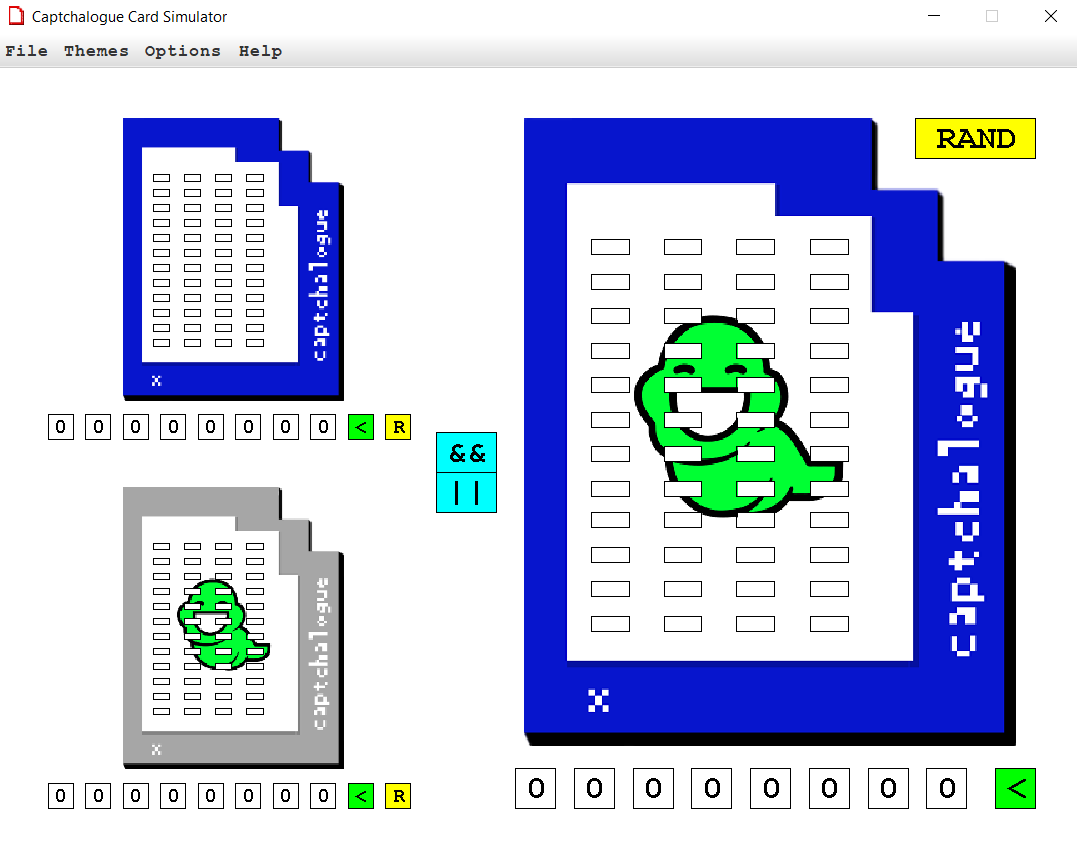 Captchalogue Card Simulator
File Themes Options Help
captchalogue
x
0 0 0 0 0 0 0 0 < R
captchalogue
x
0 0 0 0 0 0 0 0 < R
&&
||
RAND
captchalogue
x
0 0 0 0 0 0 0 0 <